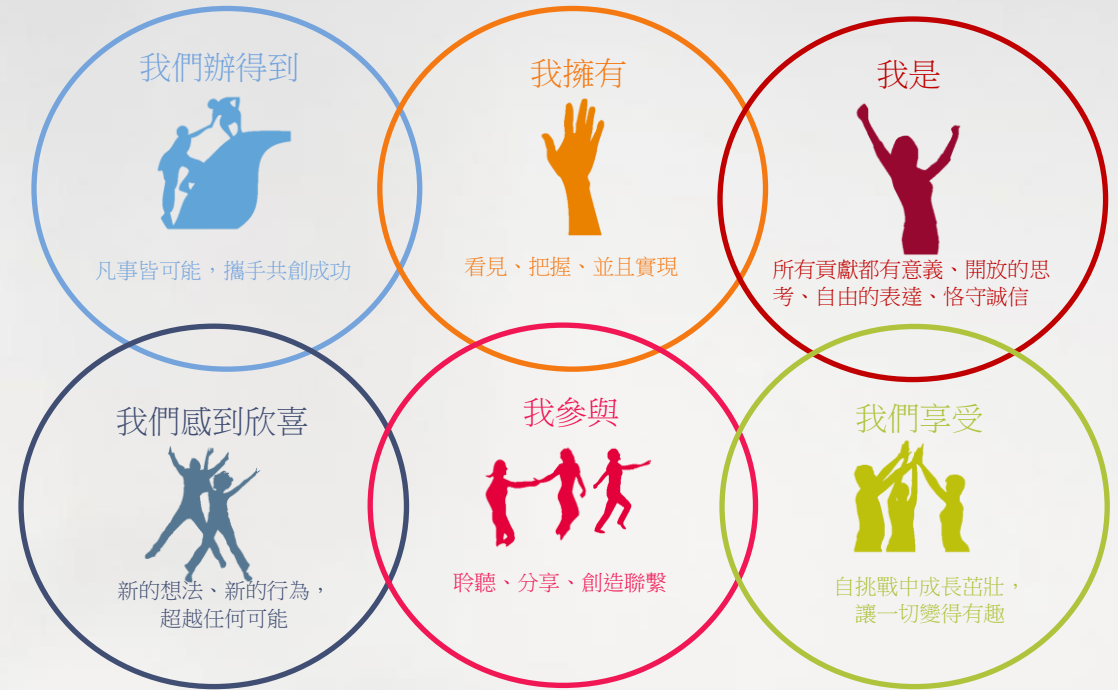 我們辦得到
凡事皆可能，攜手共創成功
我擁有
看見、把握、並且實現
我是
所有貢獻都有意義、開放的思
考、自由的表達、恪守誠信
我們感到欣喜
新的想法、新的行為，
超越任何可能
我參與
聆聽、分享、創造聯繫
我們享受
自挑戰中成長茁壯，
讓一切變得有趣